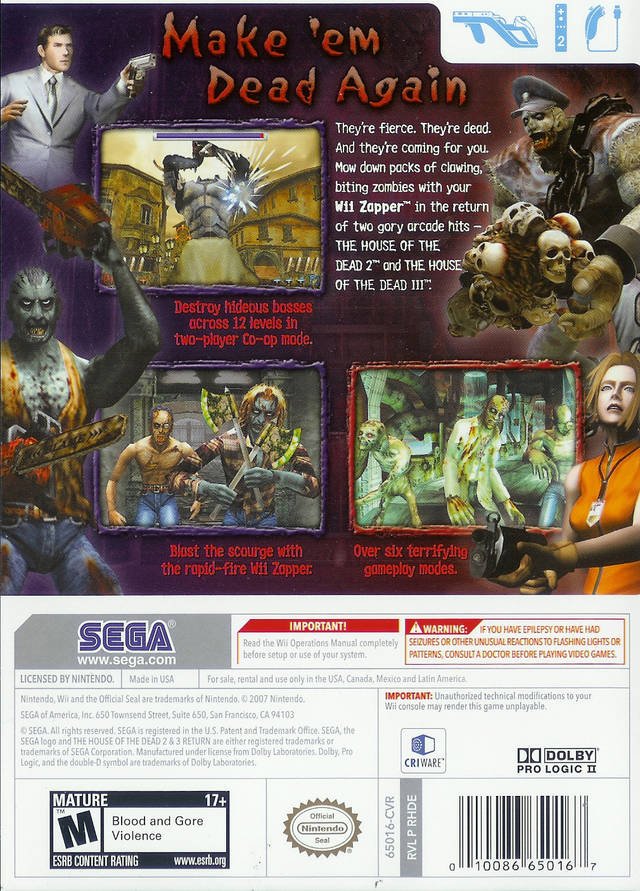 Make 'em
Dead Again
2
They're fierce. They're dead.
And they're coming for you.
Mow down packs of clawing,
biting zombies with your
Wii Zapper™ in the return
of two gory arcade hits –
THE HOUSE OF THE
DEAD 2™ and THE HOUSE
OF THE DEAD III™.
Destroy hideous bosses
across 12 levels in
two-player Co-op mode.
Blast the scourge with
the rapid-fire Wii Zapper.
Over six terrifying
gameplay modes.
SEGA®
www.sega.com
IMPORTANT!
Read the Wii Operations Manual completely
before setup or use of your system.
WARNING: IF YOU HAVE EPILEPSY OR HAVE HAD
SEIZURES OR OTHER UNUSUAL REACTIONS TO FLASHING LIGHTS OR
PATTERNS, CONSULT A DOCTOR BEFORE PLAYING VIDEO GAMES.
LICENSED BY NINTENDO.
Made in USA
For sale, rental and use only in the USA, Canada, Mexico and Latin America.
Nintendo, Wii and the Official Seal are trademarks of Nintendo. © 2007 Nintendo.
SEGA of America, Inc. 650 Townsend Street, Suite 650, San Francisco, CA 94103
© SEGA. All rights reserved. SEGA is registered in the U.S. Patent and Trademark Office. SEGA, the
SEGA logo and THE HOUSE OF THE DEAD 2 & 3 RETURN are either registered trademarks or
trademarks of SEGA Corporation. Manufactured under license from Dolby Laboratories. Dolby, Pro
Logic, and the double-D symbol are trademarks of Dolby Laboratories.
IMPORTANT: Unauthorized technical modifications to your
Wii console may render this game unplayable.
CRIWARE™
DOLBY®
PRO LOGIC II
MATURE 17+
M
™
Blood and Gore
Violence
ESRB CONTENT RATING www.esrb.org
Official
Nintendo
Seal
®
65016-CVR
RVL P RHDE
0 10086 65016 7